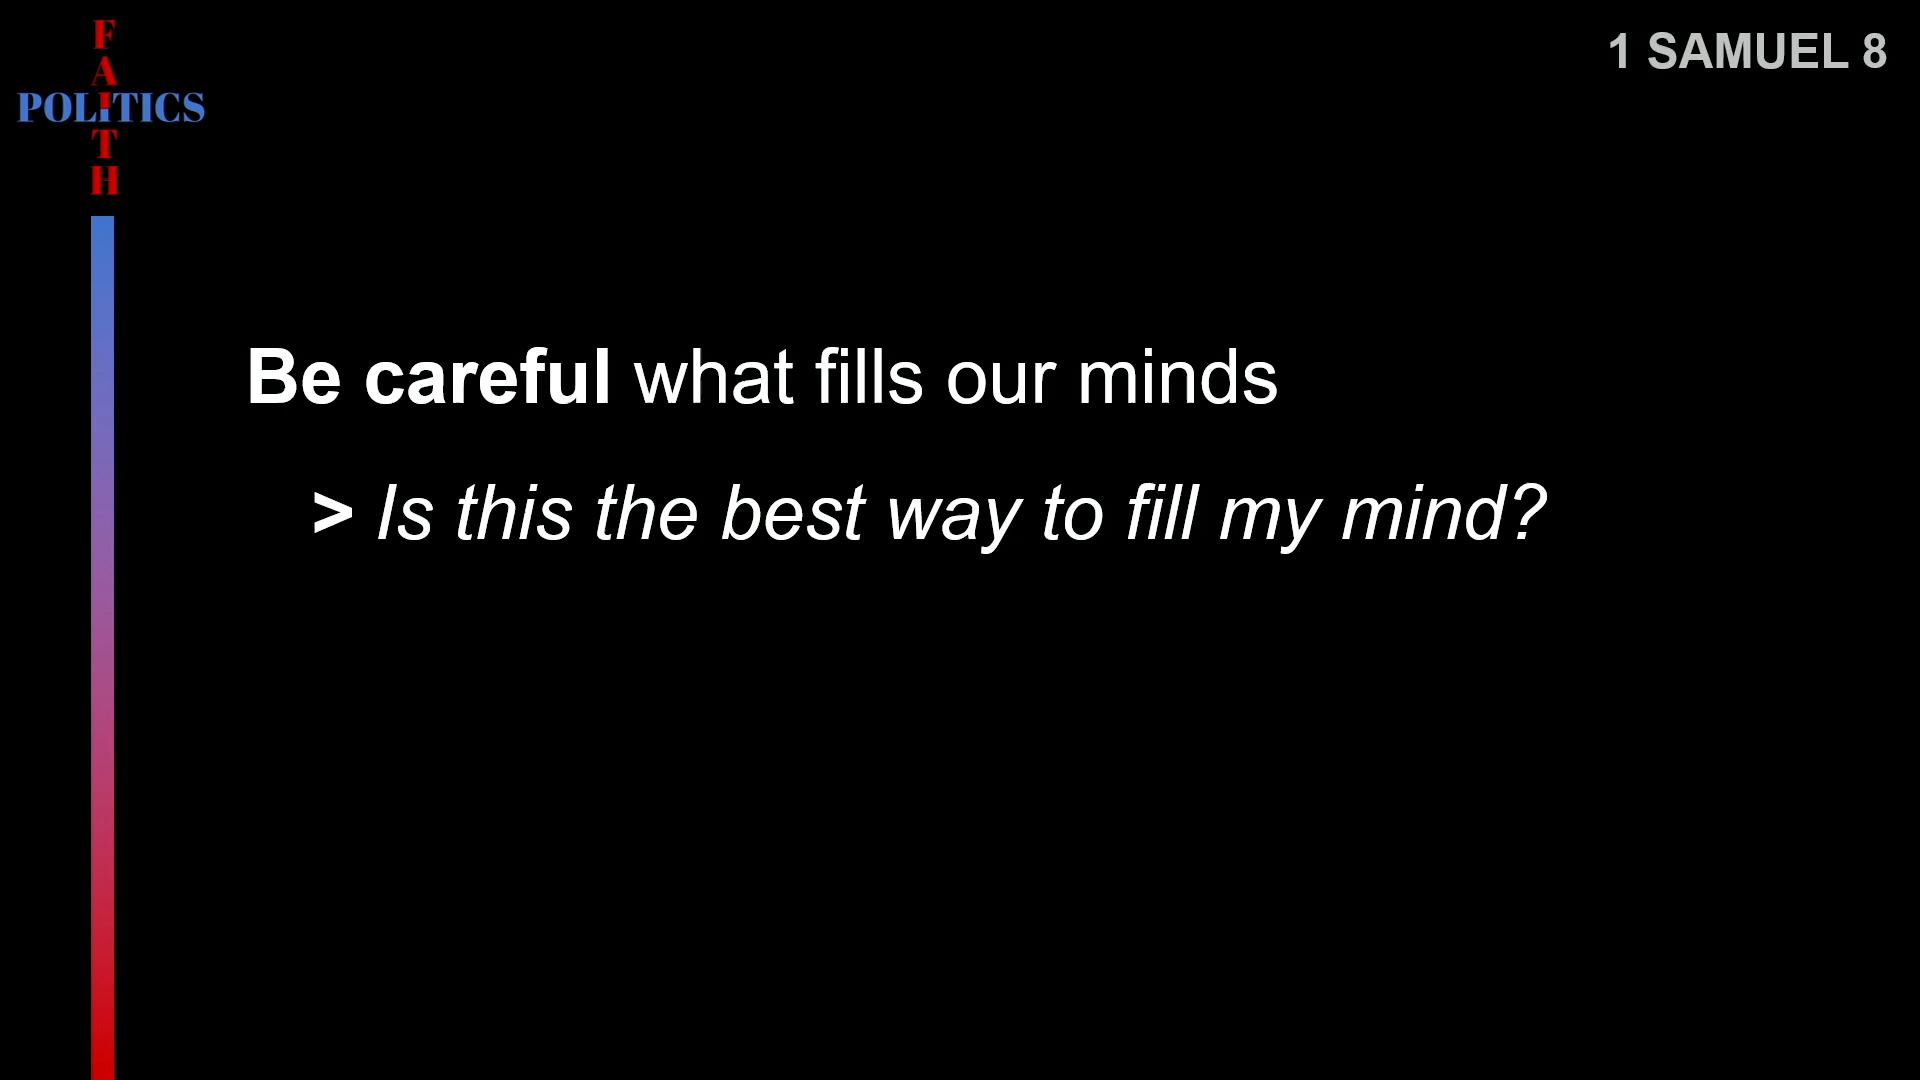 FAITH
POLITICS
1 SAMUEL 8
Be careful what fills our minds
> Is this the best way to fill my mind?